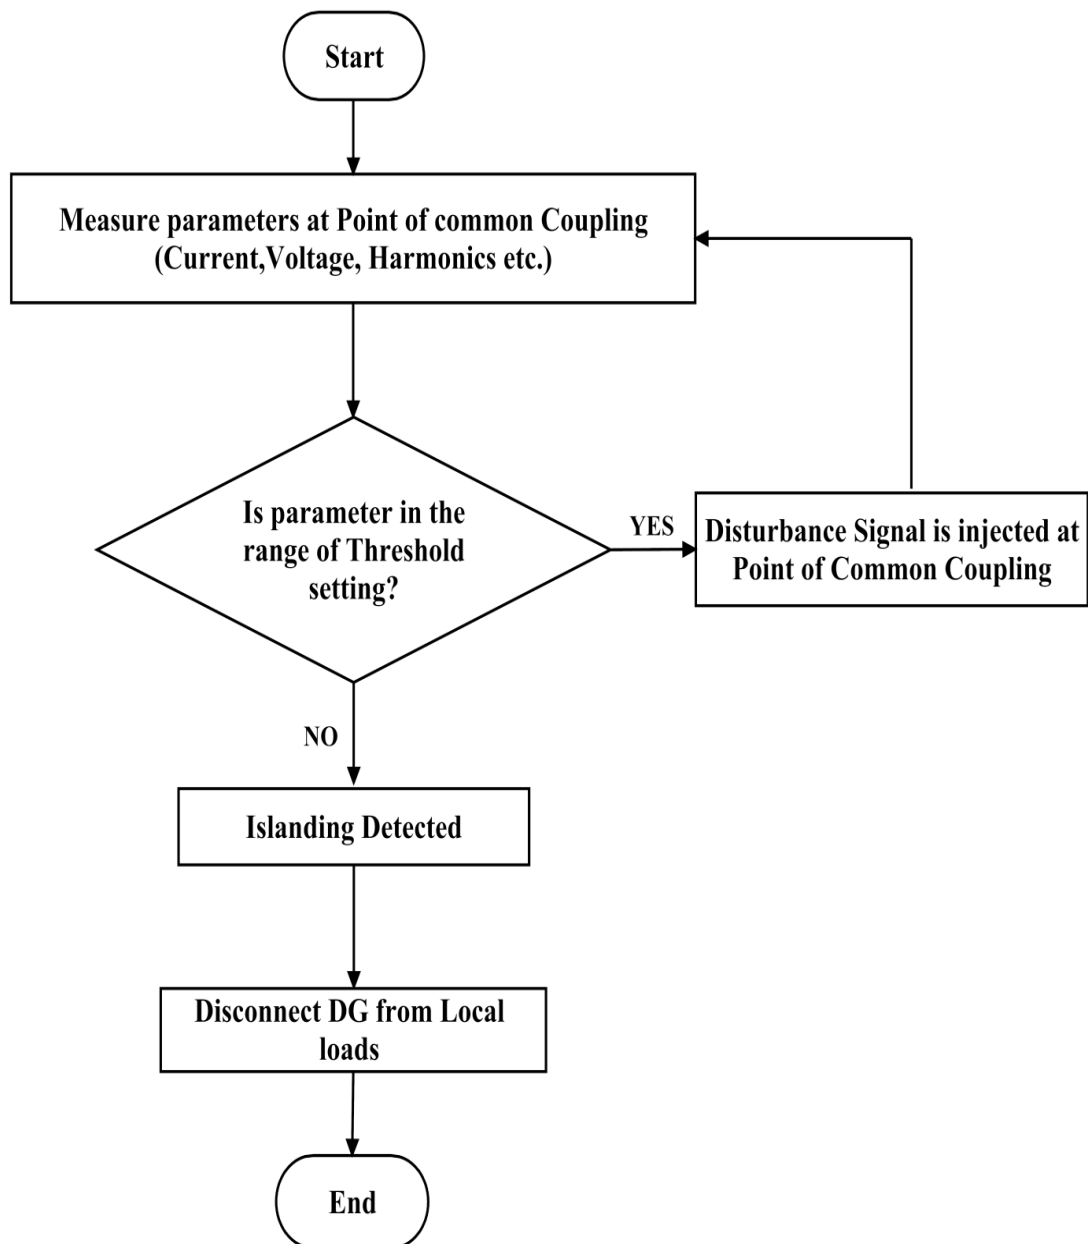 Start
Measure parameters at Point of common Coupling
(Current,Voltage, Harmonics etc.)
Is parameter in the
range of Threshold
setting?
YES
Disturbance Signal is injected at
Point of Common Coupling
NO
Islanding Detected
Disconnect DG from Local
loads
End